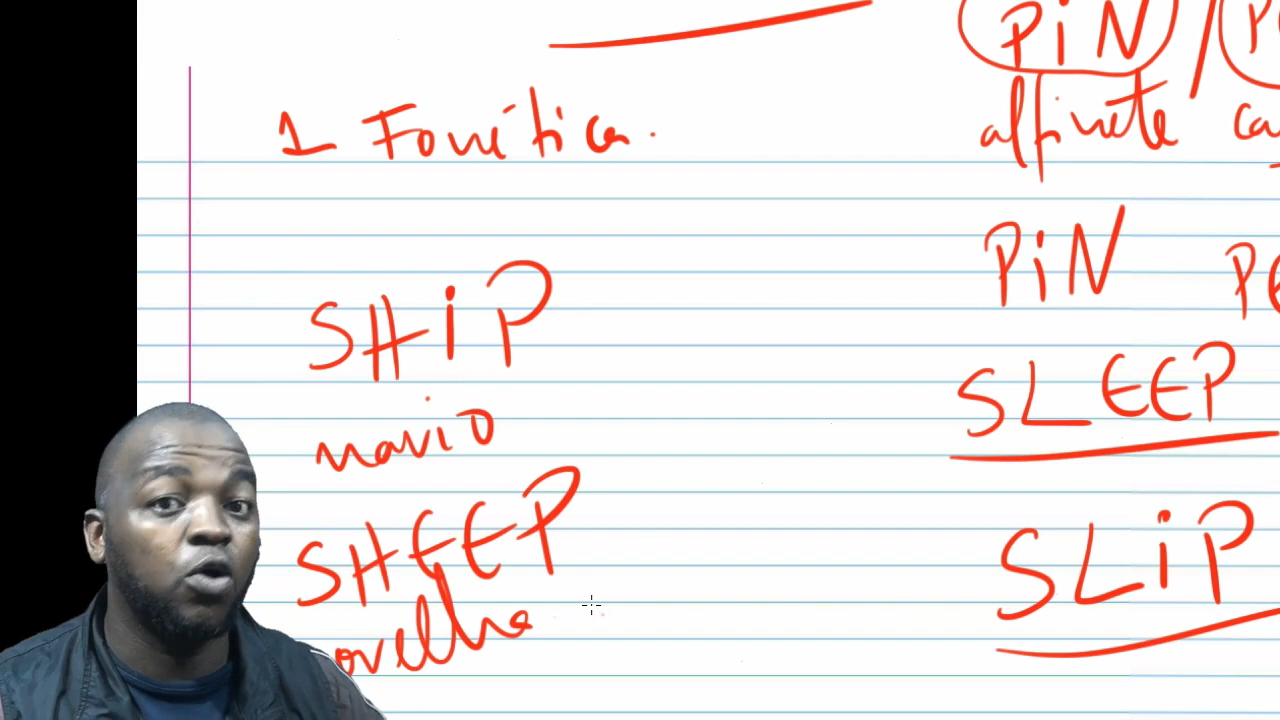 1 Fonética.
SHiP
navio
SHEEP
ovelha
PiN /
alfinete
PiN
SLEEP
SLiP